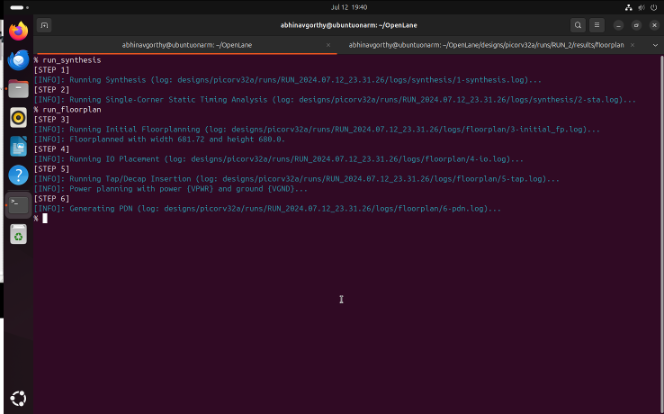 Jul 12 19:40
abhinavgorthy@ubuntuonarm: ~/OpenLane
abhinavgorthy@ubuntuonarm: ~/OpenLane
abhinavgorthy@ubuntuonarm: ~/OpenLane/designs/picorv32a/runs/RUN_2/results/floorplan
% run_synthesis
[STEP 1]
[INFO]: Running Synthesis (log: designs/picorv32a/runs/RUN_2024.07.12_23.31.26/logs/synthesis/1-synthesis.log)...
[STEP 2]
[INFO]: Running Single-Corner Static Timing Analysis (log: designs/picorv32a/runs/RUN_2024.07.12_23.31.26/logs/synthesis/2-sta.log)...
% run_floorplan
[STEP 3]
[INFO]: Running Initial Floorplanning (log: designs/picorv32a/runs/RUN_2024.07.12_23.31.26/logs/floorplan/3-initial_fp.log)...
[INFO]: Floorplanned with width 681.72 and height 680.0.
[STEP 4]
[INFO]: Running IO Placement (log: designs/picorv32a/runs/RUN_2024.07.12_23.31.26/logs/floorplan/4-io.log)...
[STEP 5]
[INFO]: Running Tap/Decap Insertion (log: designs/picorv32a/runs/RUN_2024.07.12_23.31.26/logs/floorplan/5-tap.log)...
[INFO]: Power planning with power {VPWR} and ground {VGND}...
[STEP 6]
[INFO]: Generating PDN (log: designs/picorv32a/runs/RUN_2024.07.12_23.31.26/logs/floorplan/6-pdn.log)...
%